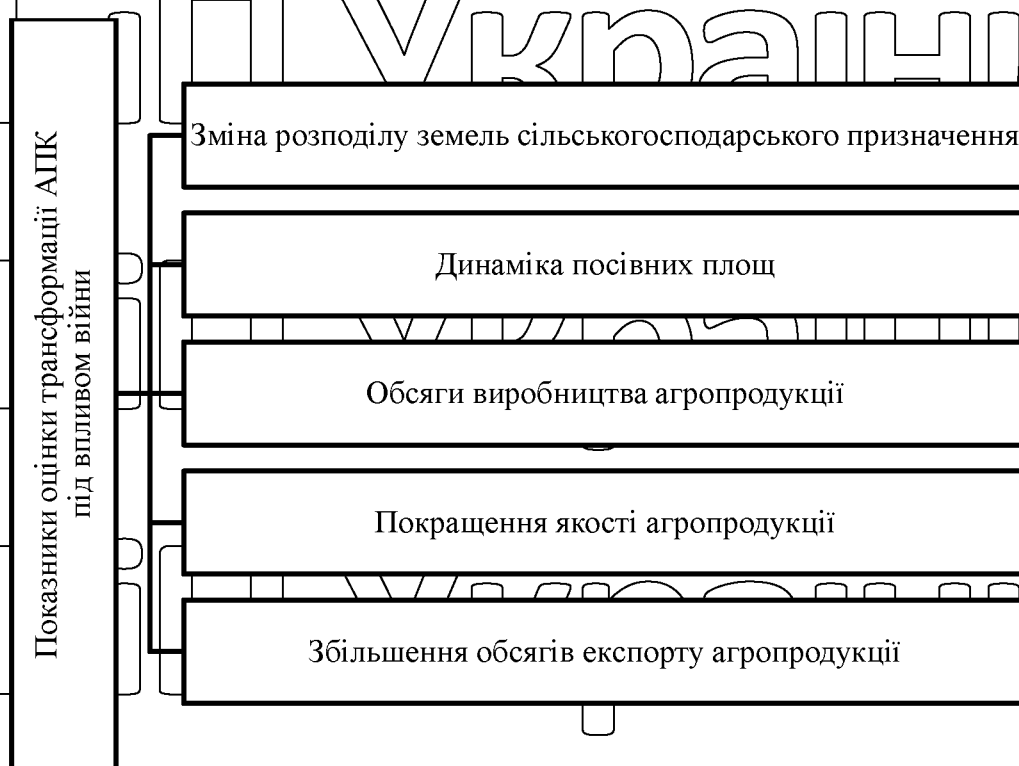 Показники оцінки трансформації АПК
під впливом війни
Зміна розподілу земель сільськогосподарського призначення
Динаміка посівних площ
Обсяги виробництва агропродукції
Покращення якості агропродукції
Збільшення обсягів експорту агропродукції